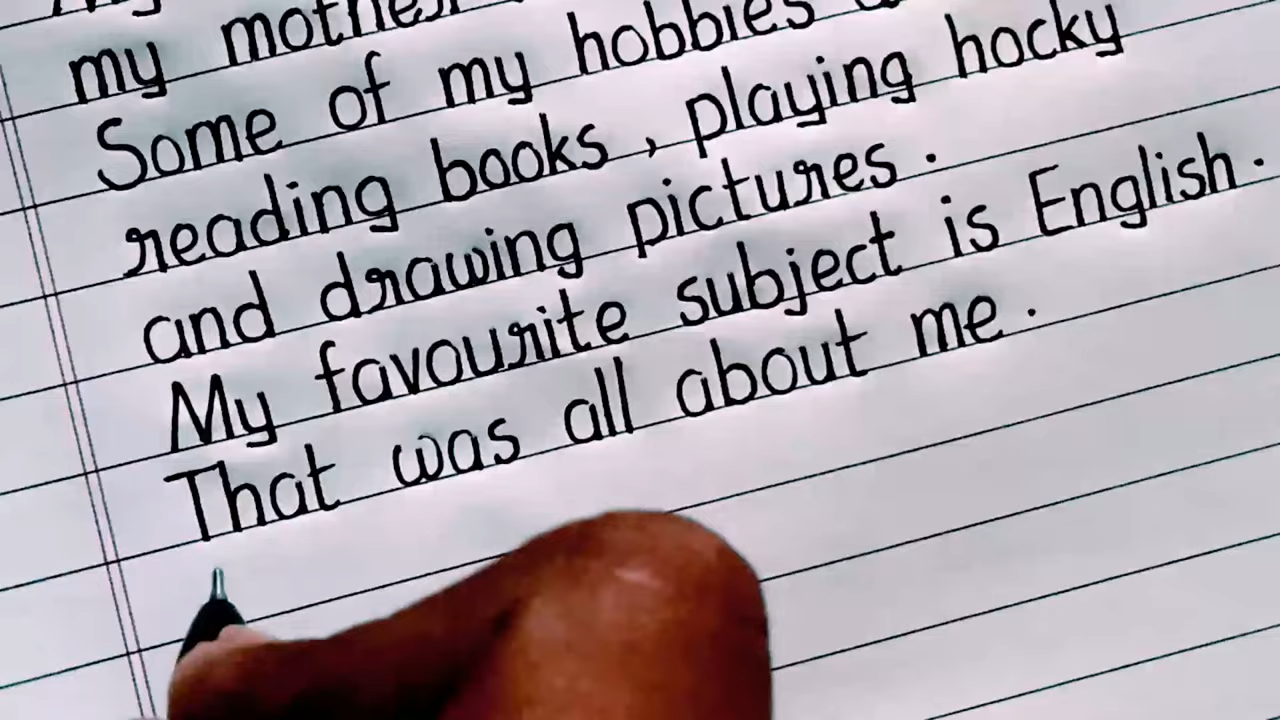 my mother
Some of my hobbies
reading books, playing hocky
and drawing pictures.
My favourite subject is English.
That was all about me.